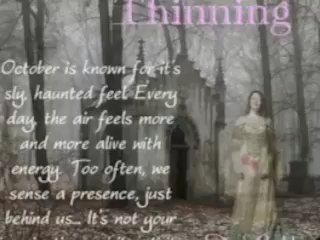 Thinning
October is known for it's
sly, haunted feel. Every
day, the air feels more
and more alive with
energy. Too often, we
sense a presence, just
behind us... It's not your